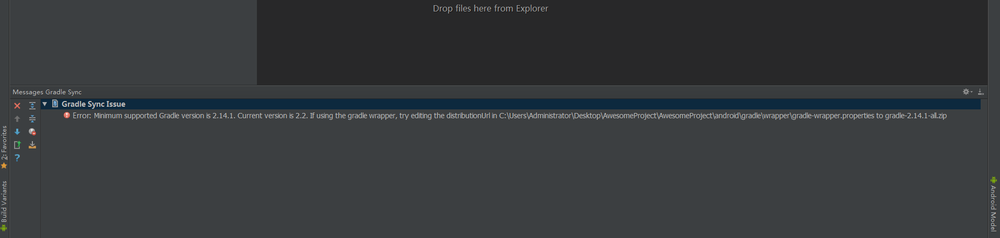 Drop files here from Explorer
Messages Gradle Sync
Gradle Sync Issue
Error: Minimum supported Gradle version is 2.14.1. Current version is 2.2. If using the gradle wrapper, try editing the distributionUrl in C:\Users\Administrator\Desktop\AwesomeProject\AwesomeProject\android\gradle\wrapper\gradle-wrapper.properties to gradle-2.14.1-all.zip
2: Favorites
Build Variants
Android Model